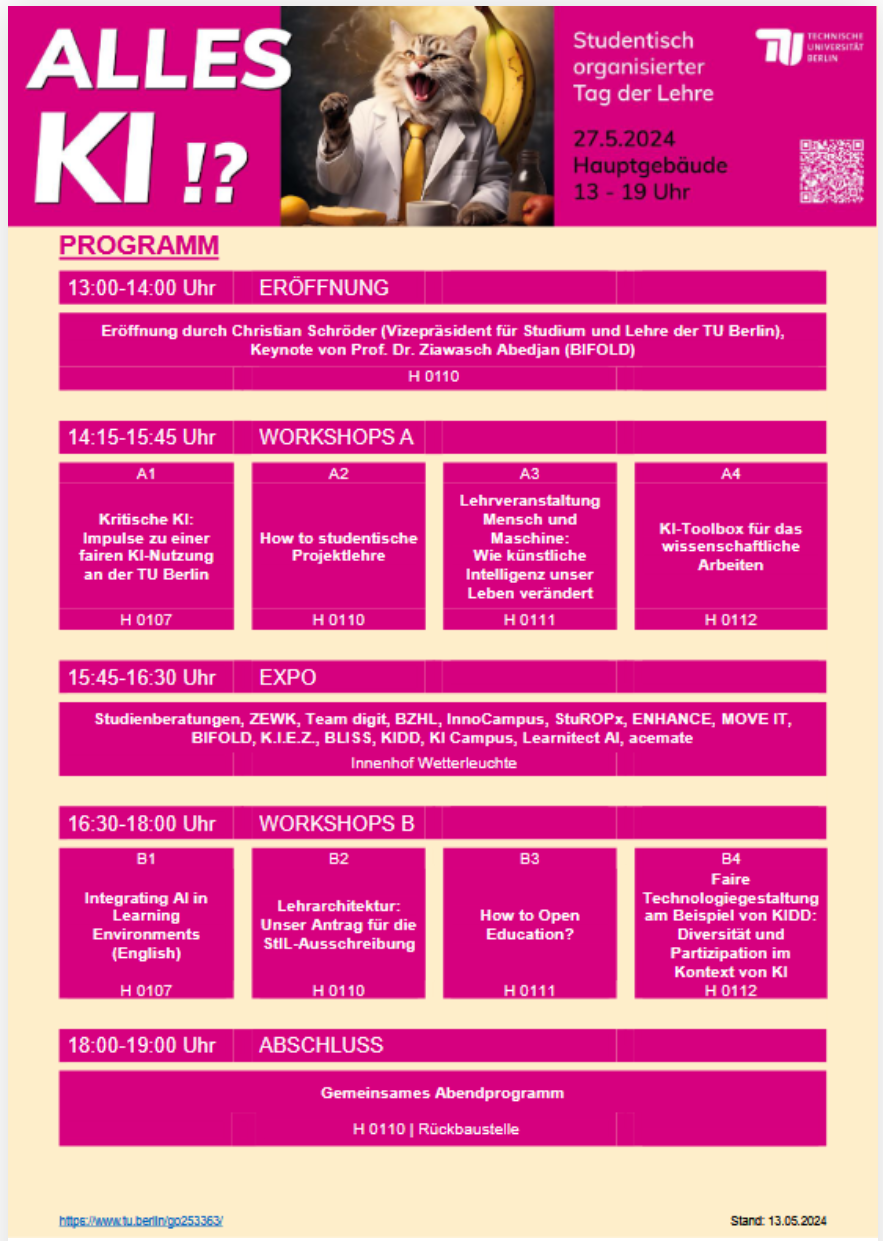 ALLES
KI !?
Studentisch
organisierter
Tag der Lehre
27.5.2024
Hauptgebäude
13 - 19 Uhr
TECHNISCHE
UNIVERSITÄT
BERLIN
PROGRAMM
13:00-14:00 Uhr ERÖFFNUNG
Eröffnung durch Christian Schröder (Vizepräsident für Studium und Lehre der TU Berlin),
Keynote von Prof. Dr. Ziawasch Abedjan (BIFOLD)
H 0110
14:15-15:45 Uhr WORKSHOPS A
A1
Kritische KI:
Impulse zu einer
fairen KI-Nutzung
an der TU Berlin
H 0107
A2
How to studentische
Projektlehre
H 0110
A3
Lehrveranstaltung
Mensch und
Maschine:
Wie künstliche
Intelligenz unser
Leben verändert
H 0111
A4
KI-Toolbox für das
wissenschaftliche
Arbeiten
H 0112
15:45-16:30 Uhr EXPO
Studienberatungen, ZEWK, Team digit, BZHL, InnoCampus, StuROPx, ENHANCE, MOVE IT,
BIFOLD, K.I.E.Z., BLISS, KIDD, KI Campus, Learnitect AI, acemate
Innenhof Wetterleuchte
16:30-18:00 Uhr WORKSHOPS B
B1
Integrating AI in
Learning
Environments
(English)
H 0107
B2
Lehrarchitektur:
Unser Antrag für die
StIL-Ausschreibung
H 0110
B3
How to Open
Education?
H 0111
B4
Faire
Technologiegestaltung
am Beispiel von KIDD:
Diversität und
Partizipation im
Kontext von KI
H 0112
18:00-19:00 Uhr ABSCHLUSS
Gemeinsames Abendprogramm
H 0110 | Rückbaustelle
https://www.tu.berlin/go253363/
Stand: 13.05.2024